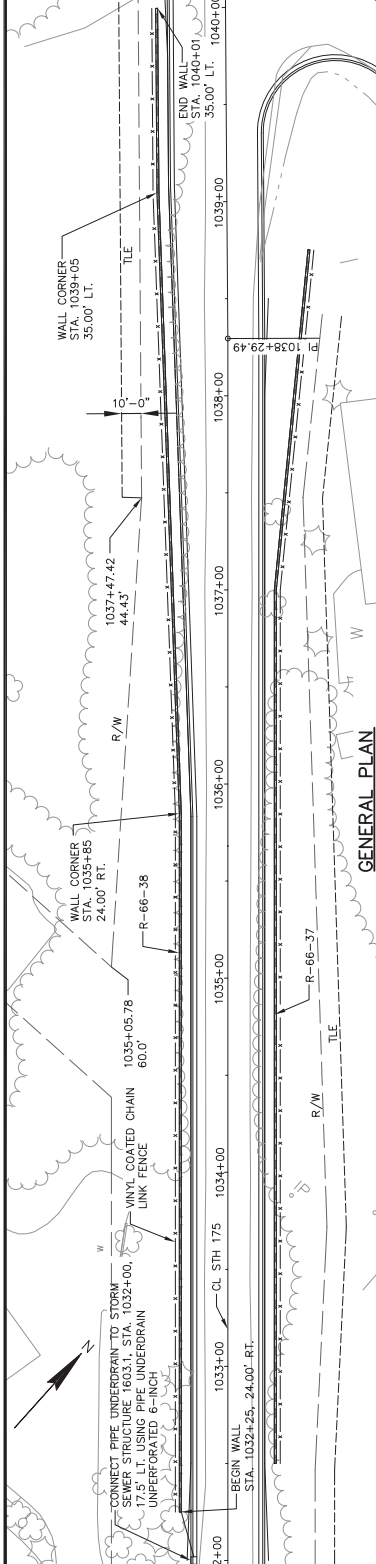 CONNECT PIPE UNDERDRAIN TO STORM
SEWER STRUCTURE 1603.1, STA. 1032+00,
17.5' LT. USING PIPE UNDERDRAIN
UNPERFORATED 6-INCH
VINYL COATED CHAIN
LINK FENCE
1035+05.78
60.0'
R-66-38
WALL CORNER
STA. 1035+85
24.00' RT.
R/W
1037+47.42
44.43'
10'-0"
WALL CORNER
STA. 1039+05
35.00' LT.
TLE
END WALL
STA. 1040+01
35.00' LT.
N
W
BEGIN WALL
STA. 1032+25, 24.00' RT.
CL STH 175
2+00
1033+00
1034+00
1035+00
1036+00
1037+00
1038+00
1039+00
1040+00
PI 1038+29.49
R-66-37
R/W
TLE
W
GENERAL PLAN